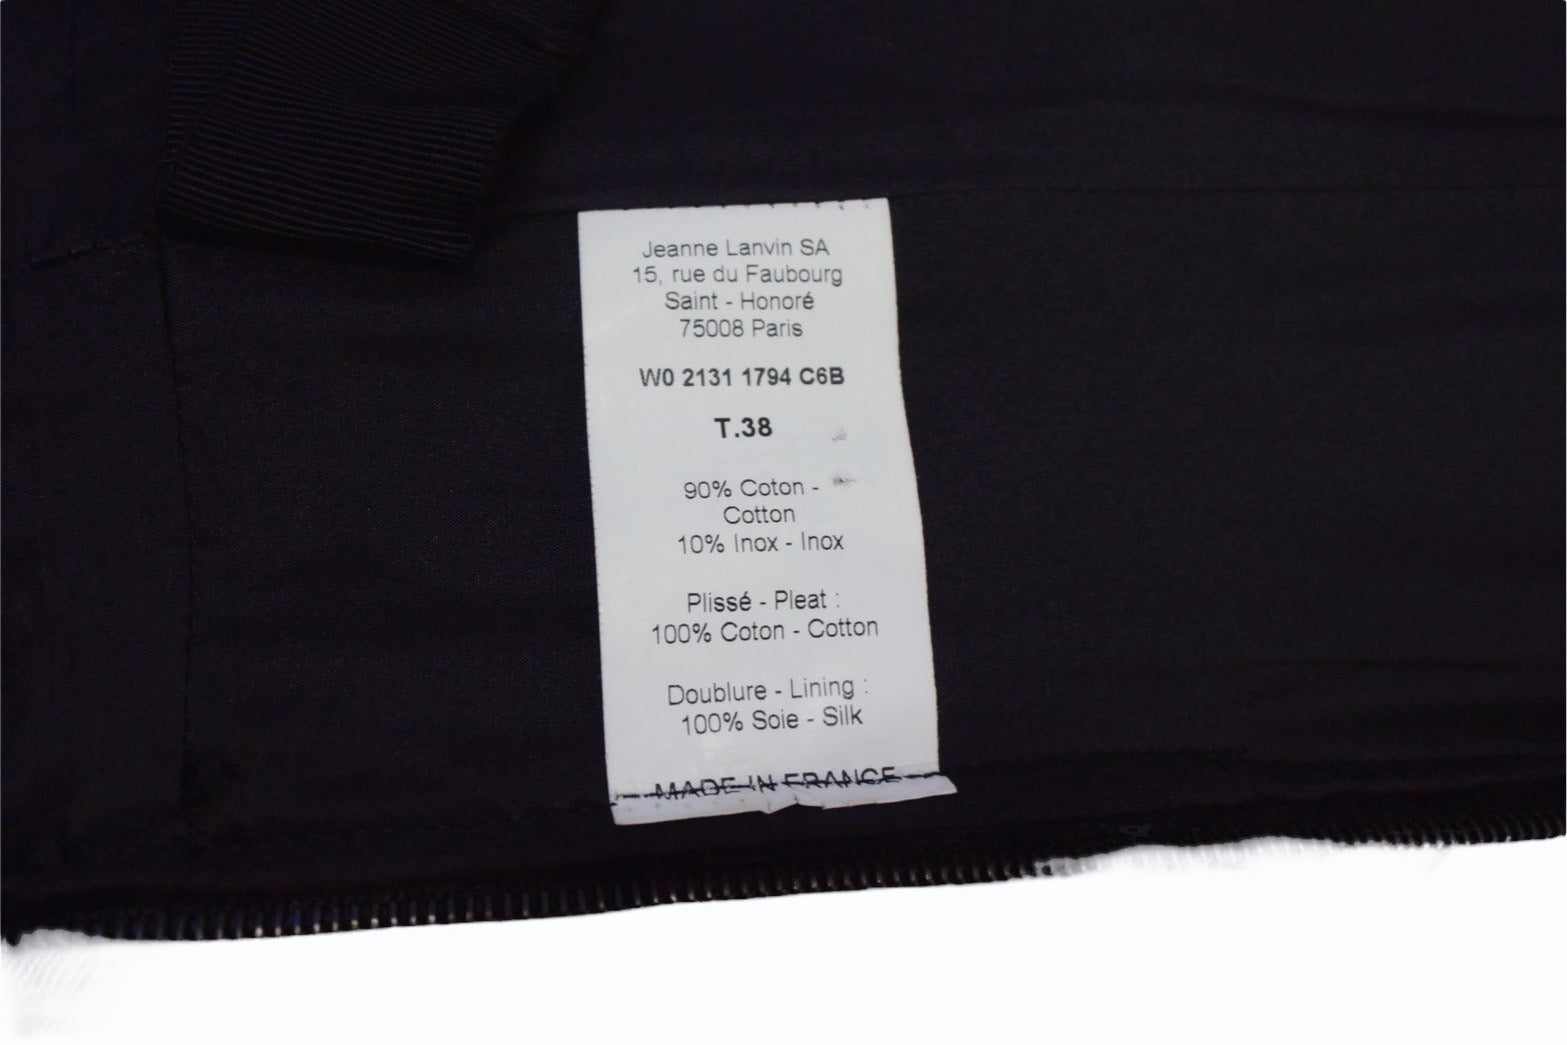 Jeanne Lanvin SA
15, rue du Faubourg
Saint - Honoré
75008 Paris
W0 2131 1794 C6B
T.38
90% Coton -
Cotton
10% Inox - Inox
Plissé - Pleat :
100% Coton - Cotton
Doublure - Lining :
100% Soie - Silk
MADE IN FRANCE